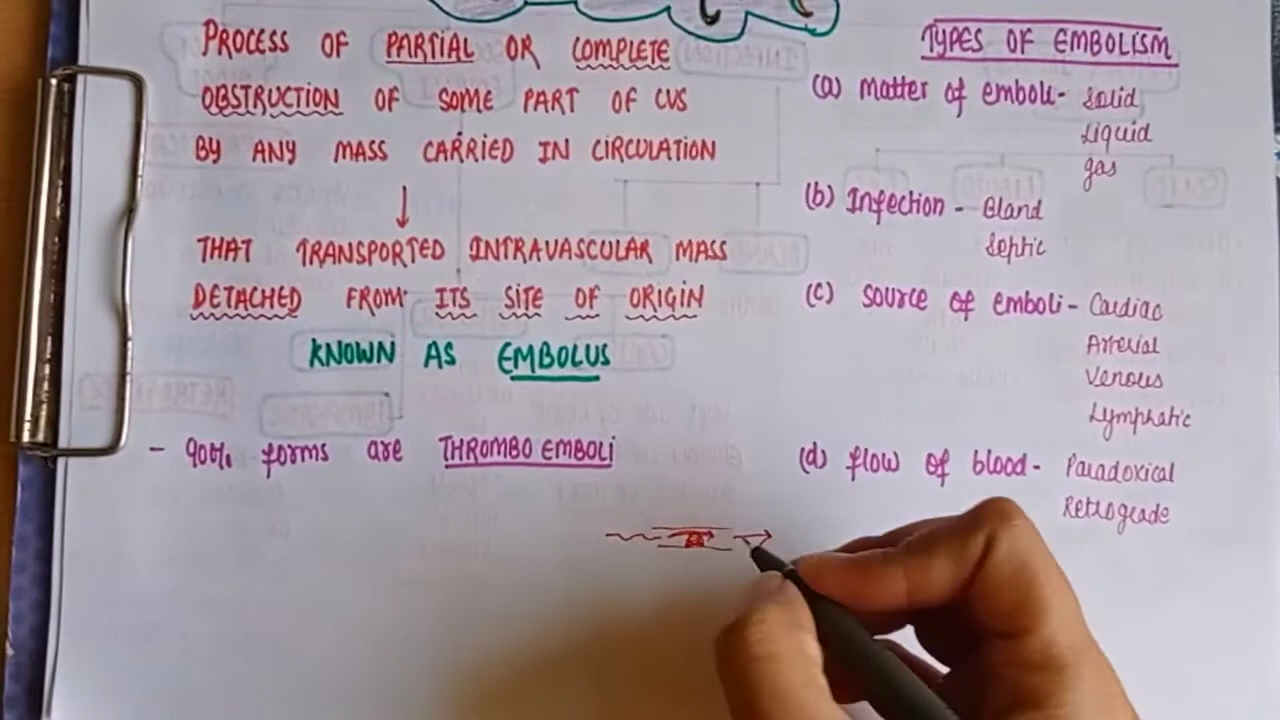 PROCESS OF PARTIAL OR COMPLETE
OBSTRUCTION OF SOME PART OF CVS
BY ANY MASS CARRIED IN CIRCULATION
THAT TRANSPORTED INTRAVASCULAR MASS
DETACHED FROM ITS SITE OF ORIGIN
KNOWN AS EMBOLUS
- 90% forms are THROMBO EMBOLI
TYPES OF EMBOLISM
(a) Matter of emboli- Solid
Liquid
gas
(b) Infection - Bland
Septic
(c) Source of emboli - Cardiac
Arterial
Venous
Lymphatic
(d) flow of blood - Paradoxical
Retrograde